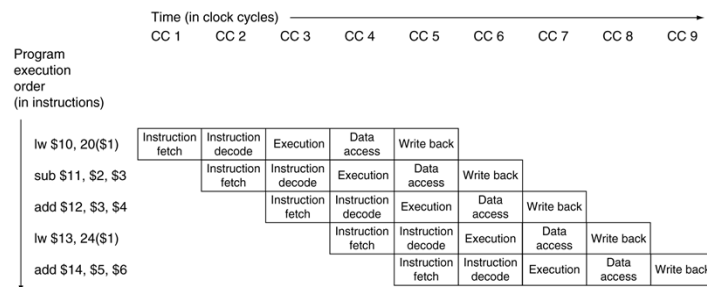 Time (in clock cycles)
CC 1 CC 2 CC 3 CC 4 CC 5 CC 6 CC 7 CC 8 CC 9
Program
execution
order
(in instructions)
lw $10, 20($1)
Instruction fetch
Instruction decode
Execution
Data access
Write back
sub $11, $2, $3
Instruction fetch
Instruction decode
Execution
Data access
Write back
add $12, $3, $4
Instruction fetch
Instruction decode
Execution
Data access
Write back
lw $13, 24($1)
Instruction fetch
Instruction decode
Execution
Data access
Write back
add $14, $5, $6
Instruction fetch
Instruction decode
Execution
Data access
Write back